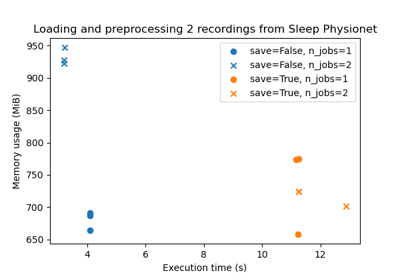 Loading and preprocessing 2 recordings from Sleep Physionet
save=False, n_jobs=1
save=False, n_jobs=2
save=True, n_jobs=1
save=True, n_jobs=2
Memory usage (MiB)
950
900
850
800
750
700
650
4 6 8 10 12
Execution time (s)